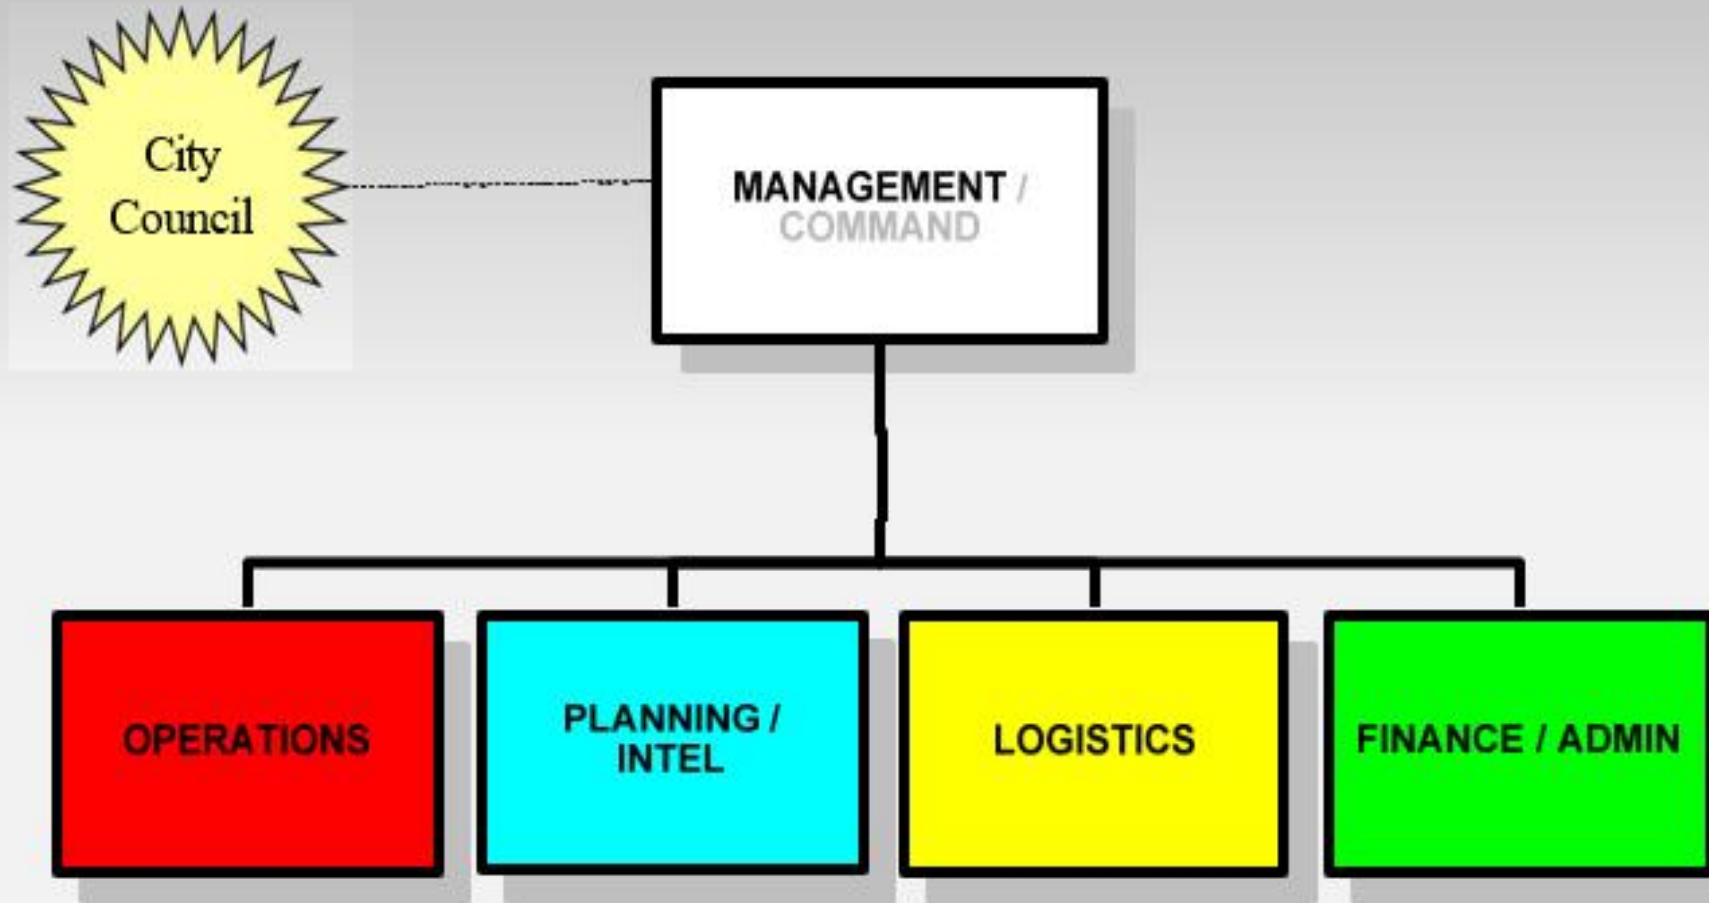 City
Council
MANAGEMENT /
COMMAND
OPERATIONS
PLANNING /
INTEL
LOGISTICS
FINANCE / ADMIN